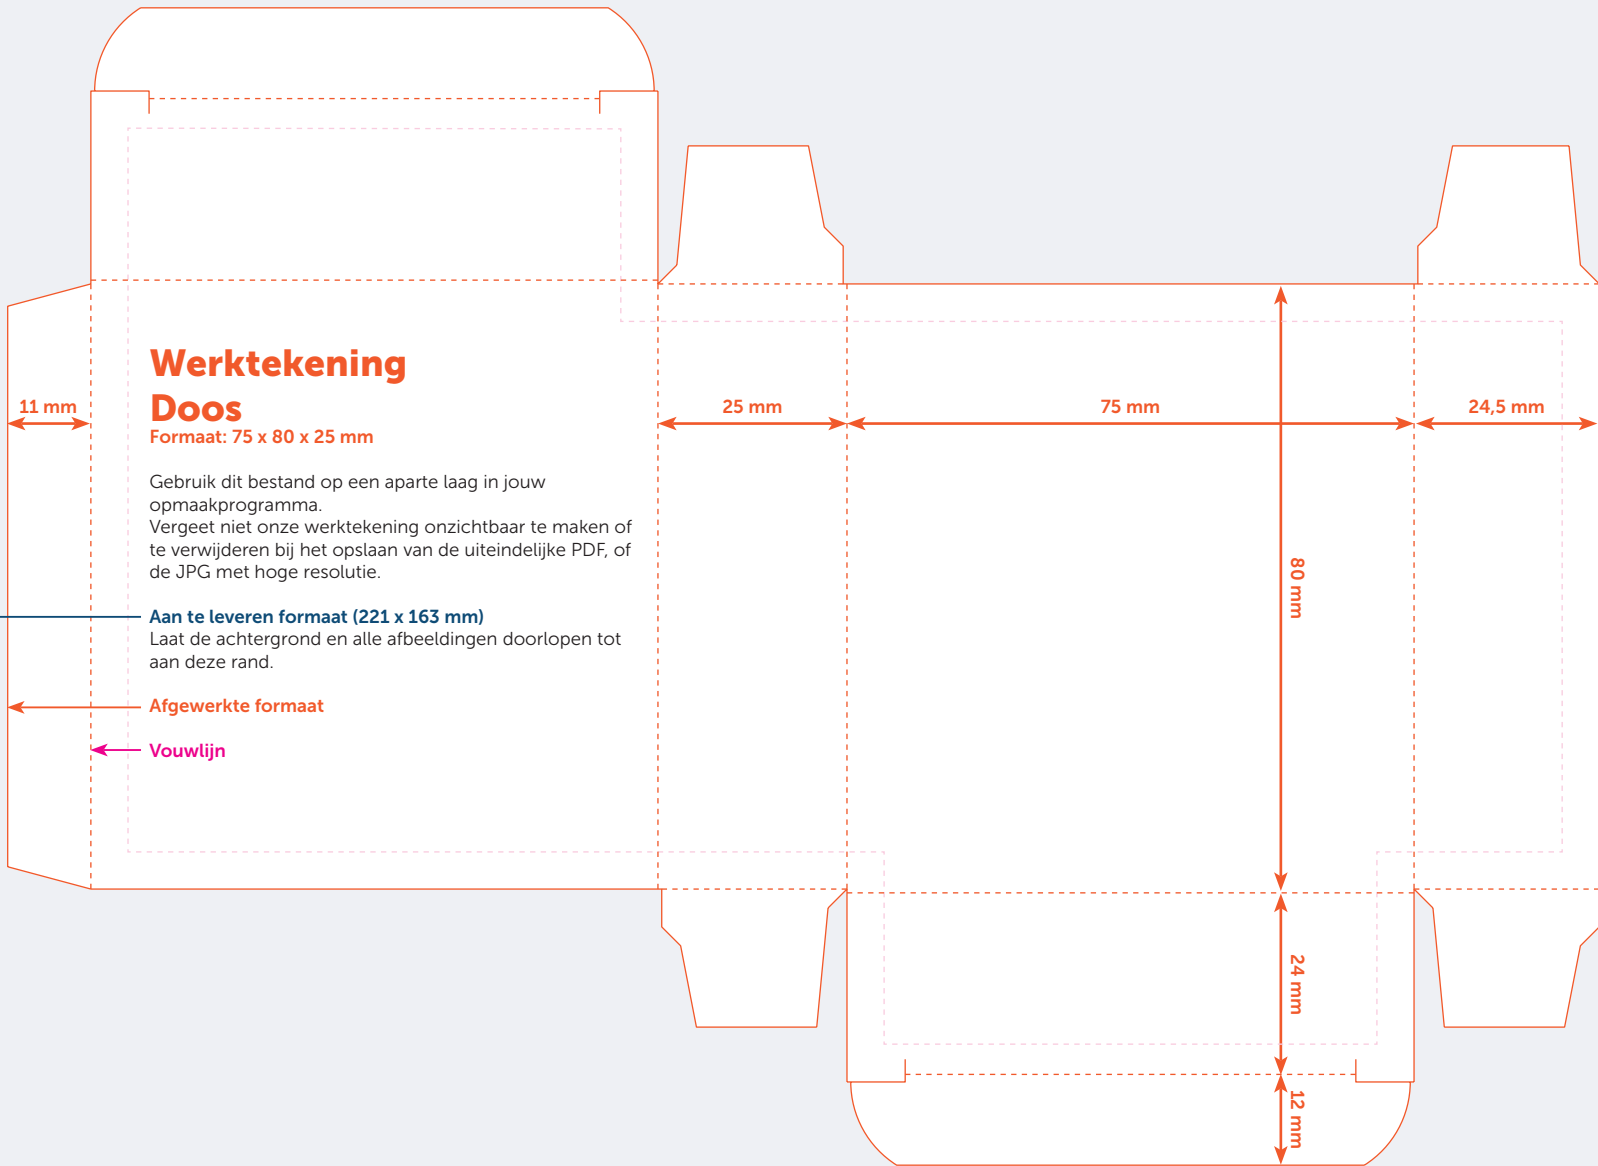 Werktekening
Doos
Formaat: 75 x 80 x 25 mm
Gebruik dit bestand op een aparte laag in jouw
opmaakprogramma.
Vergeet niet onze werktekening onzichtbaar te maken of
te verwijderen bij het opslaan van de uiteindelijke PDF, of
de JPG met hoge resolutie.
Aan te leveren formaat (221 x 163 mm)
Laat de achtergrond en alle afbeeldingen doorlopen tot
aan deze rand.
Afgewerkte formaat
Vouwlijn
11 mm
25 mm
75 mm
24,5 mm
80 mm
24 mm
12 mm